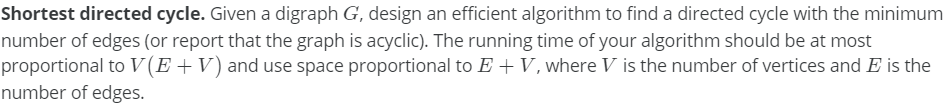 Shortest directed cycle. Given a digraph G, design an efficient algorithm to find a directed cycle with the minimum
number of edges (or report that the graph is acyclic). The running time of your algorithm should be at most
proportional to V(E + V) and use space proportional to E + V, where V is the number of vertices and E is the
number of edges.